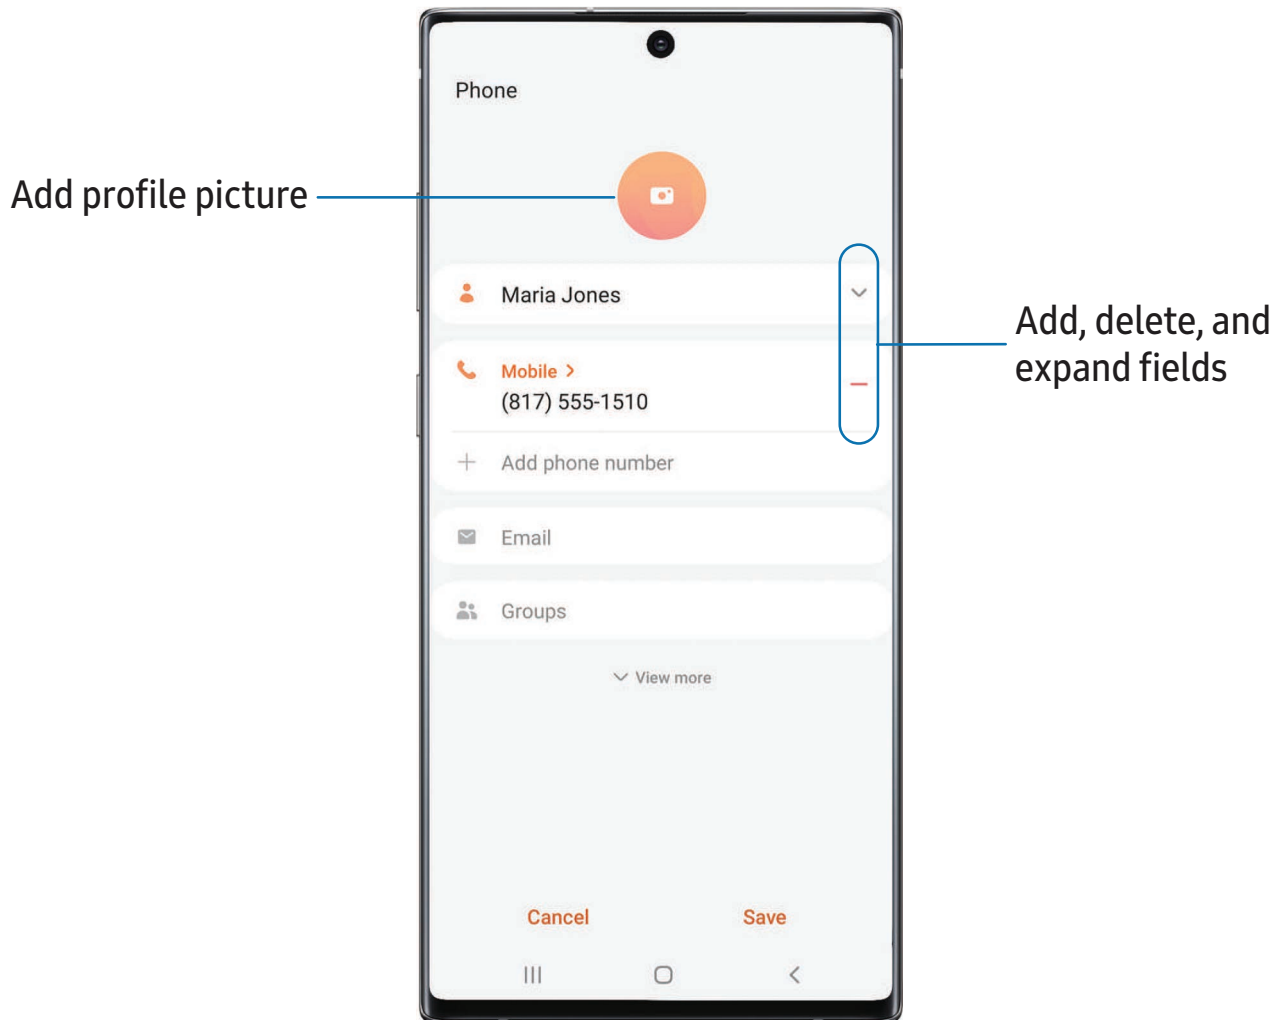 Phone
Add profile picture
Maria Jones
Add, delete, and
expand fields
Mobile >
(817) 555-1510
Add phone number
Email
Groups
View more
Cancel
Save